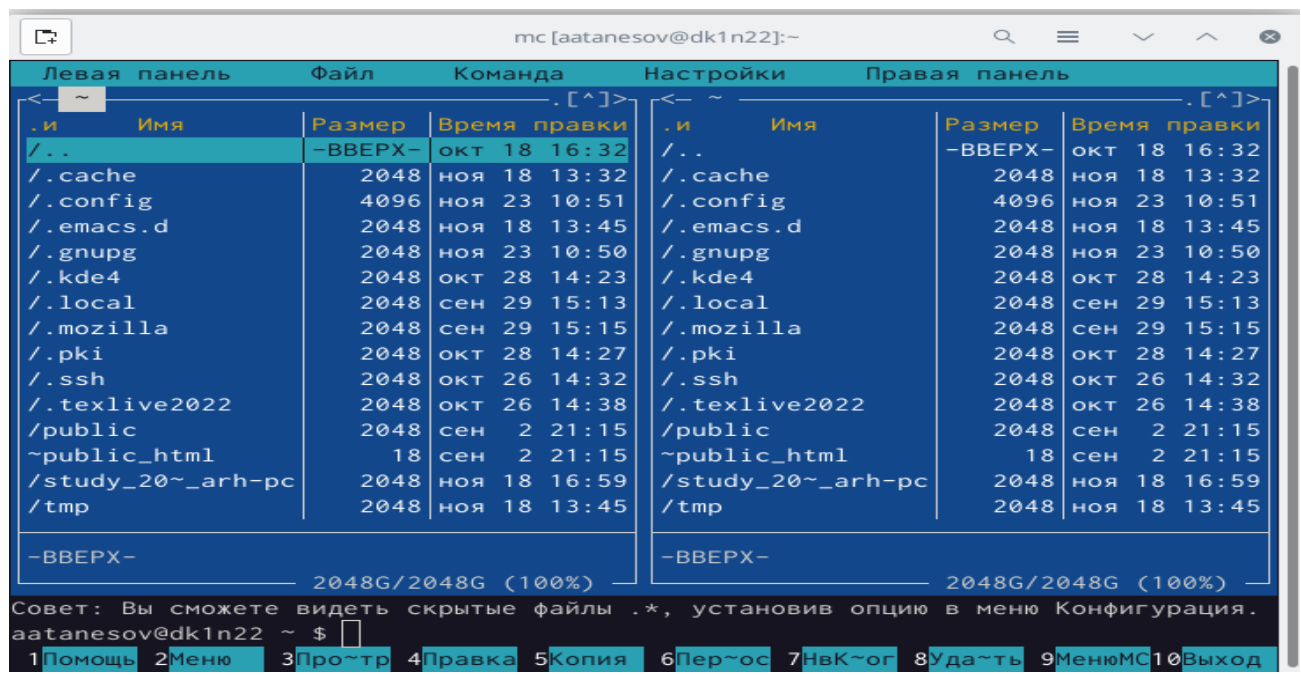 mc [aatanesov@dk1n22]:~
Левая панель Файл Команда Настройки Правая панель
<— ~ .[^]> <— ~ .[^]>
.и Имя Размер Время правки .и Имя Размер Время правки
/.. -ВВЕРХ- окт 18 16:32 /.. -ВВЕРХ- окт 18 16:32
/.cache 2048 ноя 18 13:32 /.cache 2048 ноя 18 13:32
/.config 4096 ноя 23 10:51 /.config 4096 ноя 23 10:51
/.emacs.d 2048 ноя 18 13:45 /.emacs.d 2048 ноя 18 13:45
/.gnupg 2048 ноя 23 10:50 /.gnupg 2048 ноя 23 10:50
/.kde4 2048 окт 28 14:23 /.kde4 2048 окт 28 14:23
/.local 2048 сен 29 15:13 /.local 2048 сен 29 15:13
/.mozilla 2048 сен 29 15:15 /.mozilla 2048 сен 29 15:15
/.pki 2048 окт 28 14:27 /.pki 2048 окт 28 14:27
/.ssh 2048 окт 26 14:32 /.ssh 2048 окт 26 14:32
/.texlive2022 2048 окт 26 14:38 /.texlive2022 2048 окт 26 14:38
/public 2048 сен 2 21:15 /public 2048 сен 2 21:15
~public_html 18 сен 2 21:15 ~public_html 18 сен 2 21:15
/study_20~_arh-pc 2048 ноя 18 16:59 /study_20~_arh-pc 2048 ноя 18 16:59
/tmp 2048 ноя 18 13:45 /tmp 2048 ноя 18 13:45
-ВВЕРХ- -ВВЕРХ-
2048G/2048G (100%) 2048G/2048G (100%)
Совет: Вы сможете видеть скрытые файлы .*, установив опцию в меню Конфигурация.
aatanesov@dk1n22 ~ $
1Помощь 2Меню 3Про~тр 4Правка 5Копия 6Пер~ос 7НвК~ог 8Уда~ть 9МенюМС 10Выход